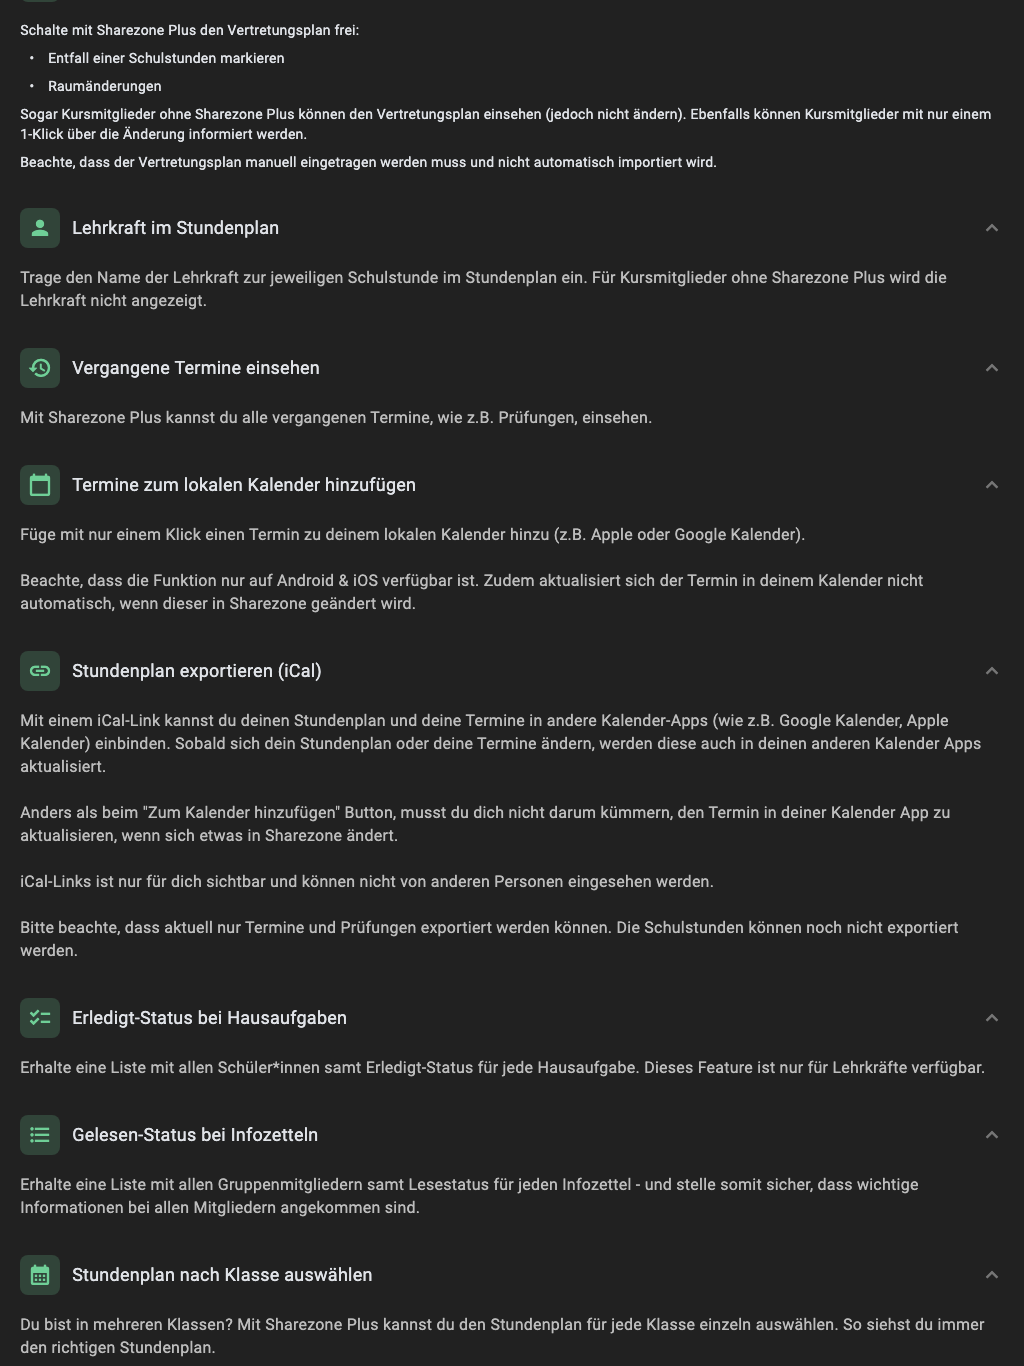 Schalte mit Sharezone Plus den Vertretungsplan frei:
• Entfall einer Schulstunden markieren
• Raumänderungen
Sogar Kursmitglieder ohne Sharezone Plus können den Vertretungsplan einsehen (jedoch nicht ändern). Ebenfalls können Kursmitglieder mit nur einem
1-Klick über die Änderung informiert werden.
Beachte, dass der Vertretungsplan manuell eingetragen werden muss und nicht automatisch importiert wird.
Lehrkraft im Stundenplan
Trage den Name der Lehrkraft zur jeweiligen Schulstunde im Stundenplan ein. Für Kursmitglieder ohne Sharezone Plus wird die
Lehrkraft nicht angezeigt.
Vergangene Termine einsehen
Mit Sharezone Plus kannst du alle vergangenen Termine, wie z.B. Prüfungen, einsehen.
Termine zum lokalen Kalender hinzufügen
Füge mit nur einem Klick einen Termin zu deinem lokalen Kalender hinzu (z.B. Apple oder Google Kalender).
Beachte, dass die Funktion nur auf Android & iOS verfügbar ist. Zudem aktualisiert sich der Termin in deinem Kalender nicht
automatisch, wenn dieser in Sharezone geändert wird.
Stundenplan exportieren (iCal)
Mit einem iCal-Link kannst du deinen Stundenplan und deine Termine in andere Kalender-Apps (wie z.B. Google Kalender, Apple
Kalender) einbinden. Sobald sich dein Stundenplan oder deine Termine ändern, werden diese auch in deinen anderen Kalender Apps
aktualisiert.
Anders als beim "Zum Kalender hinzufügen" Button, musst du dich nicht darum kümmern, den Termin in deiner Kalender App zu
aktualisieren, wenn sich etwas in Sharezone ändert.
iCal-Links ist nur für dich sichtbar und können nicht von anderen Personen eingesehen werden.
Bitte beachte, dass aktuell nur Termine und Prüfungen exportiert werden können. Die Schulstunden können noch nicht exportiert
werden.
Erledigt-Status bei Hausaufgaben
Erhalte eine Liste mit allen Schüler*innen samt Erledigt-Status für jede Hausaufgabe. Dieses Feature ist nur für Lehrkräfte verfügbar.
Gelesen-Status bei Infozetteln
Erhalte eine Liste mit allen Gruppenmitgliedern samt Lesestatus für jeden Infozettel - und stelle somit sicher, dass wichtige
Informationen bei allen Mitgliedern angekommen sind.
Stundenplan nach Klasse auswählen
Du bist in mehreren Klassen? Mit Sharezone Plus kannst du den Stundenplan für jede Klasse einzeln auswählen. So siehst du immer
den richtigen Stundenplan.